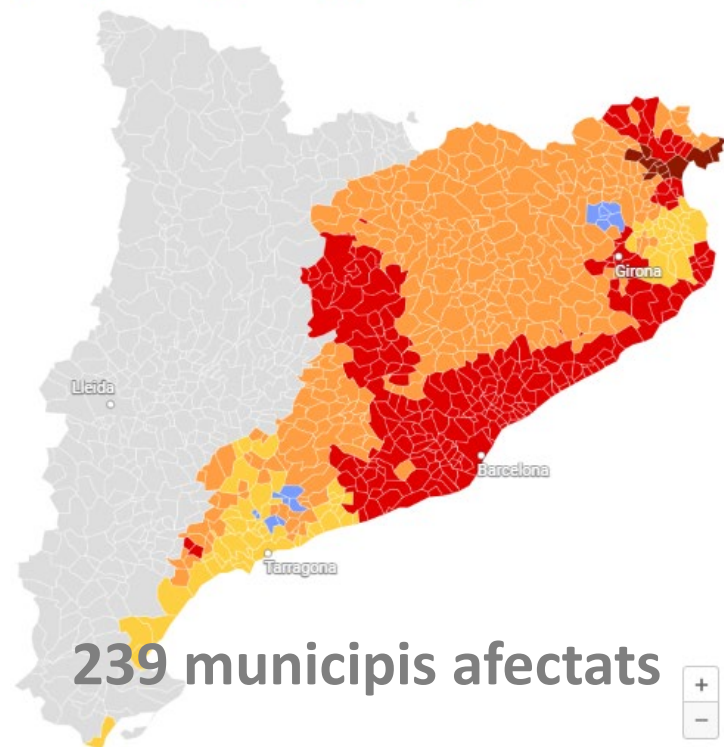 Girona
Lleida
Barcelona
Tarragona
239 municipis afectats
+
−